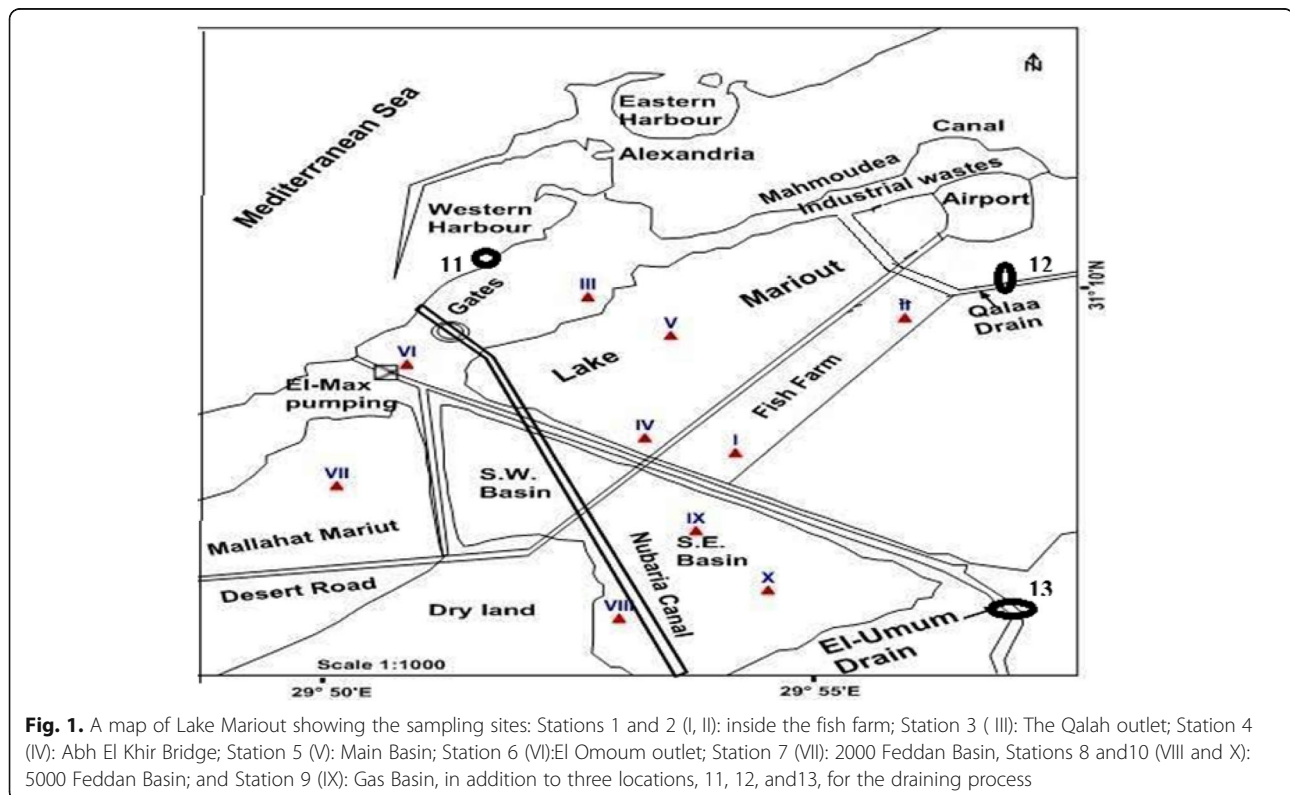 N
Mediterranean Sea
Eastern
Harbour
Alexandria
Canal
Mahmoudea
Industrial wastes
Airport
Western
Harbour
11
Gates
III
V
Mariout
Lake
12
31° 10'N
II
Qalaa
Drain
VI
El-Max
pumping
Fish Farm
IV
I
VII
S.W.
Basin
IX
S.E.
Basin
Mallahat Mariut
Nubaria Canal
X
Desert Road
Dry land
VIII
13
El-Umum
Drain
Scale 1:1000
29° 50'E
29° 55'E
Fig. 1. A map of Lake Mariout showing the sampling sites: Stations 1 and 2 (I, II): inside the fish farm; Station 3 ( III): The Qalah outlet; Station 4
(IV): Abh El Khir Bridge; Station 5 (V): Main Basin; Station 6 (VI):El Omoum outlet; Station 7 (VII): 2000 Feddan Basin, Stations 8 and10 (VIII and X):
5000 Feddan Basin; and Station 9 (IX): Gas Basin, in addition to three locations, 11, 12, and13, for the draining process